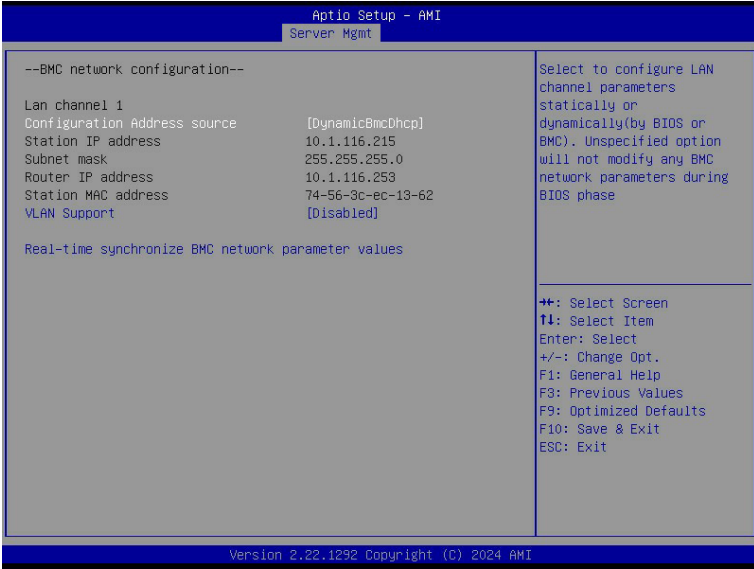 Aptio Setup - AMI
Server Mgmt
--BMC network configuration--
Lan channel 1
Configuration Address source [DynamicBmcDhcp]
Station IP address 10.1.116.215
Subnet mask 255.255.255.0
Router IP address 10.1.116.253
Station MAC address 74-56-3c-ec-13-62
VLAN Support [Disabled]
Real-time synchronize BMC network parameter values
Select to configure LAN
channel parameters
statically or
dynamically(by BIOS or
BMC). Unspecified option
will not modify any BMC
network parameters during
BIOS phase
→←: Select Screen
↑↓: Select Item
Enter: Select
+/-: Change Opt.
F1: General Help
F3: Previous Values
F9: Optimized Defaults
F10: Save & Exit
ESC: Exit
Version 2.22.1292 Copyright (C) 2024 AMI